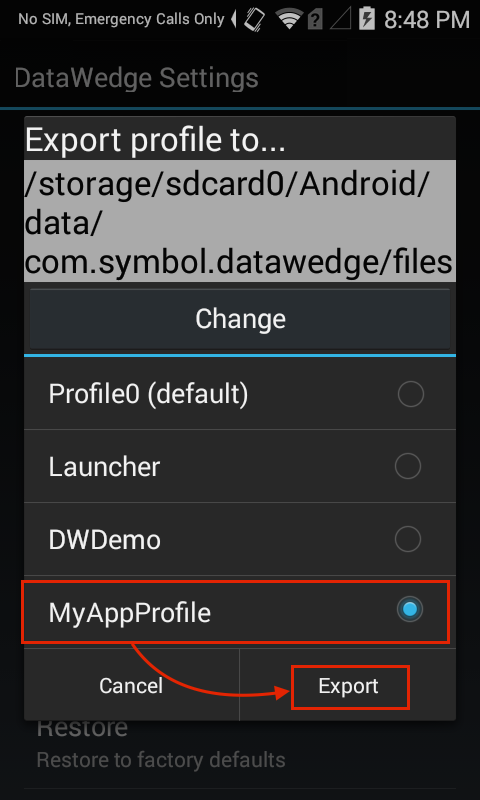 No SIM, Emergency Calls Only 8:48 PM
DataWedge Settings
Export profile to...
/storage/sdcard0/Android/
data/
com.symbol.datawedge/files
Change
Profile0 (default)
Launcher
DWDemo
MyAppProfile
Cancel Export
Restore
Restore to factory defaults